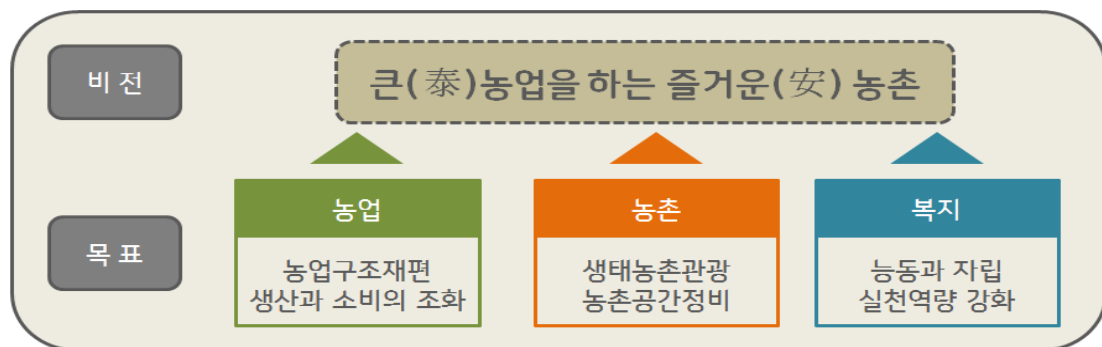 비 전
큰(泰)농업을 하는 즐거운(安) 농촌
목 표
농업
농업구조재편
생산과 소비의 조화
농촌
생태농촌관광
농촌공간정비
복지
능동과 자립
실천역량 강화